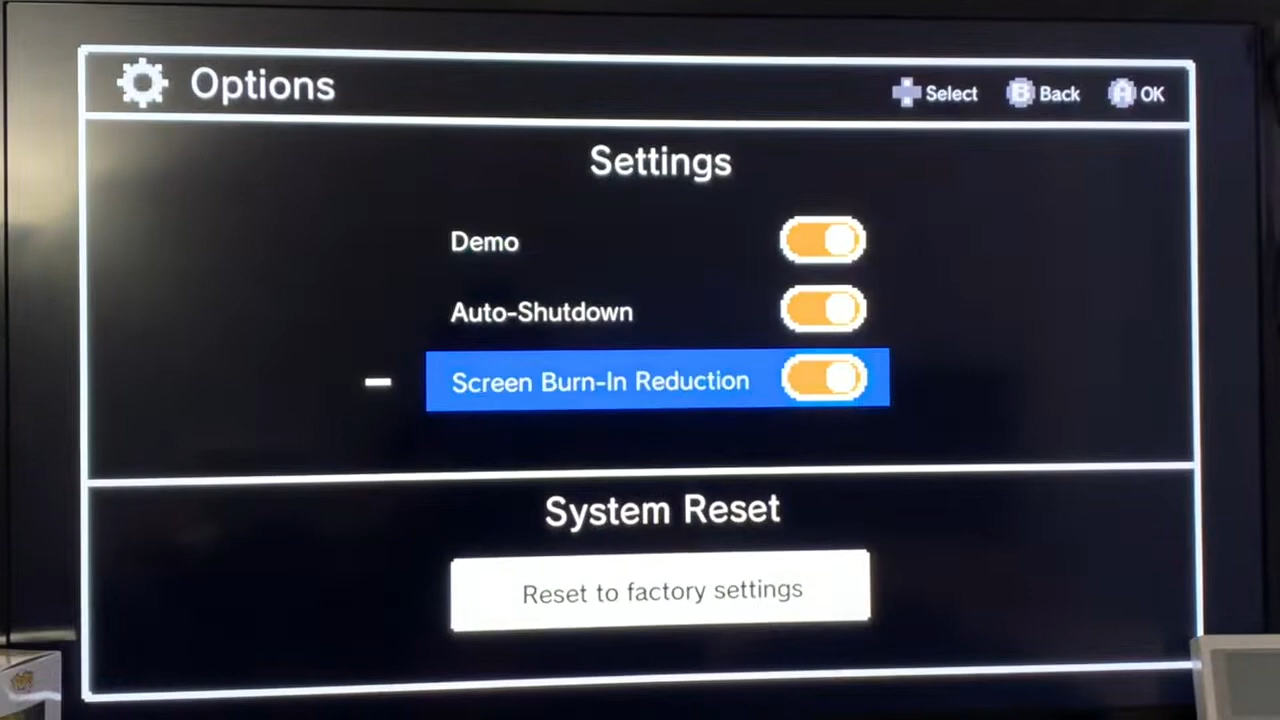 Options
Select B Back A OK
Settings
Demo
Auto-Shutdown
Screen Burn-In Reduction
System Reset
Reset to factory settings